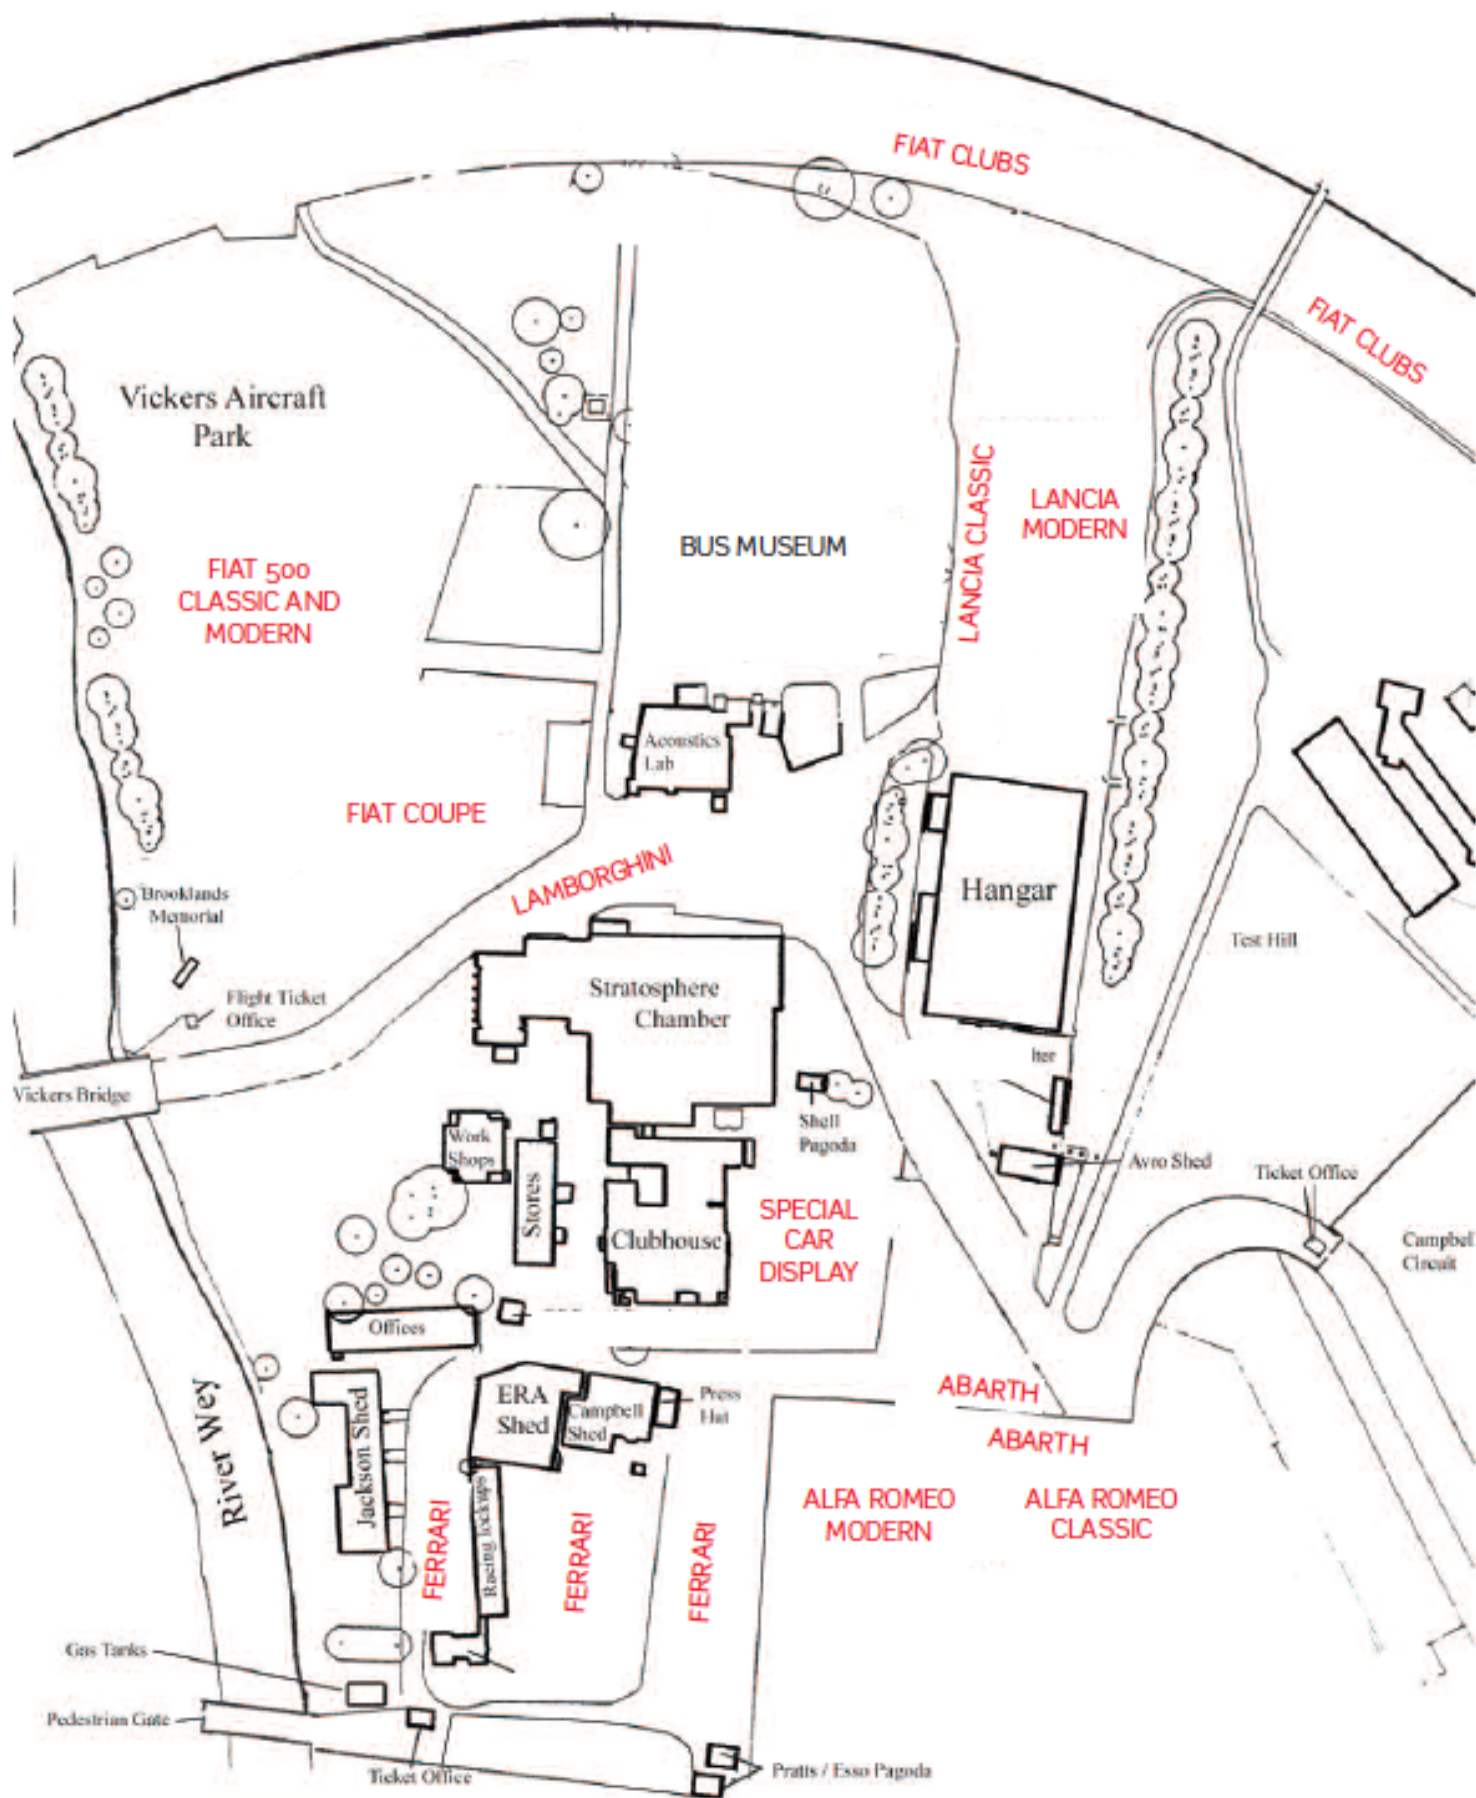 FIAT CLUBS
FIAT CLUBS
Vickers Aircraft
Park
LANCIA CLASSIC
LANCIA
MODERN
BUS MUSEUM
FIAT 500
CLASSIC AND
MODERN
Acoustics
Lab
FIAT COUPE
LAMBORGHINI
Hangar
Brooklands
Memorial
Test Hill
Flight Ticket
Office
Stratosphere
Chamber
lter
Vickers Bridge
Work
Shops
Shell
Pagoda
Avro Shed
Ticket Office
Stores
Clubhouse
SPECIAL
CAR
DISPLAY
Campbel
Circuit
Offices
River Wey
Jackson Shed
ERA
Shed
Campbell
Shed
Press
Hut
ABARTH
ABARTH
FERRARI
Racing lockups
FERRARI
FERRARI
ALFA ROMEO
MODERN
ALFA ROMEO
CLASSIC
Gas Tanks
Pedestrian Gate
Ticket Office
Pratts / Esso Pagoda